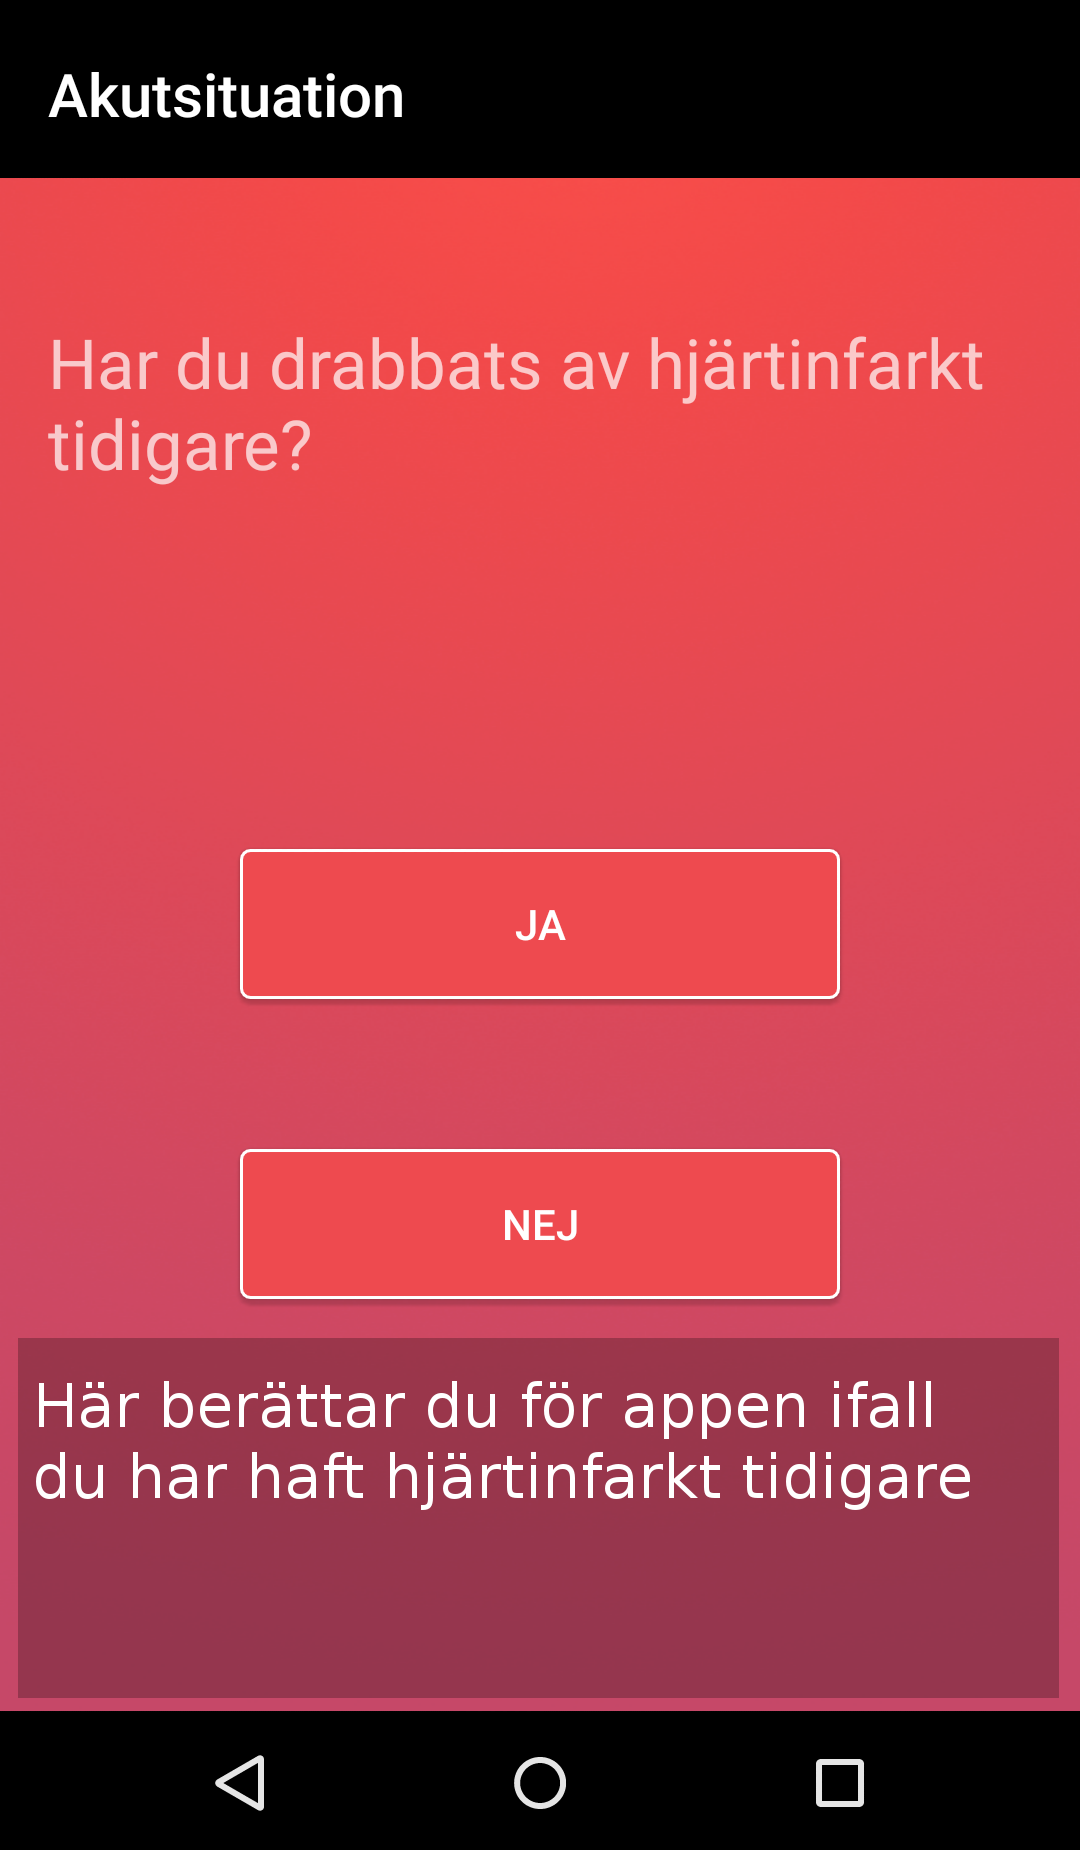 Akutsituation
Har du drabbats av hjärtinfarkt
tidigare?
JA
NEJ
Här berättar du för appen ifall
du har haft hjärtinfarkt tidigare